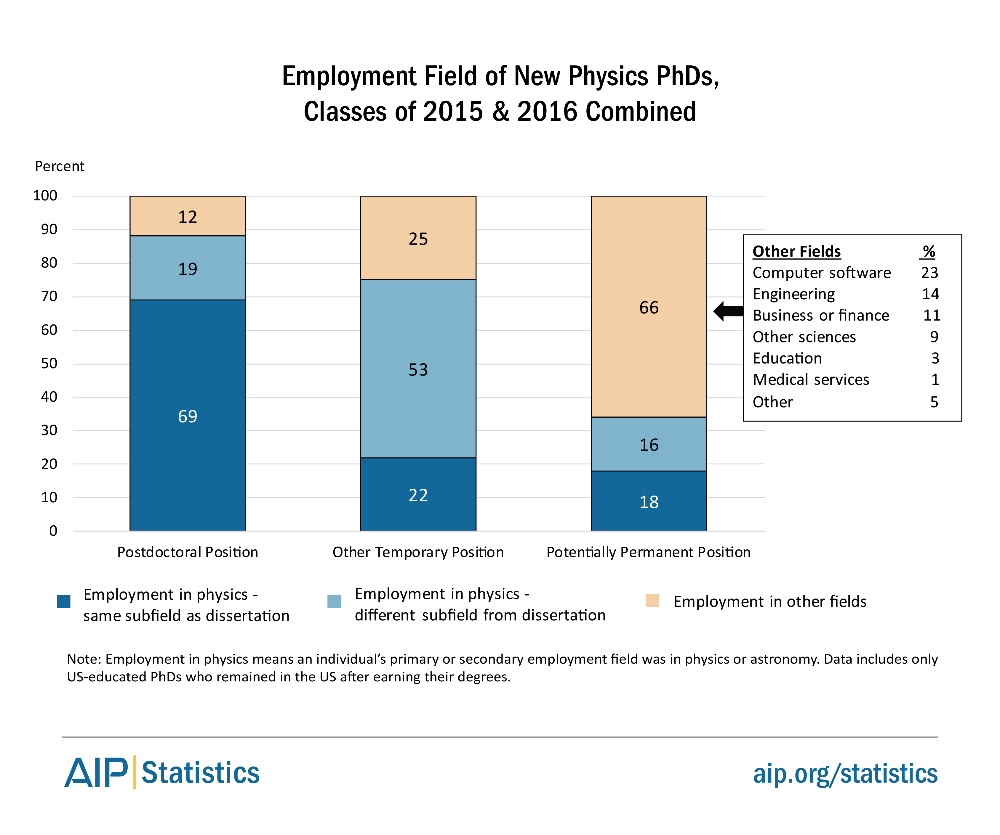 Employment Field of New Physics PhDs,
Classes of 2015 & 2016 Combined
Percent
100
90
80
70
60
50
40
30
20
10
0
12
19
69
25
53
22
66
16
18
Other Fields %
Computer software 23
Engineering 14
Business or finance 11
Other sciences 9
Education 3
Medical services 1
Other 5
Postdoctoral Position
Other Temporary Position
Potentially Permanent Position
Employment in physics -
same subfield as dissertation
Employment in physics -
different subfield from dissertation
Employment in other fields
Note: Employment in physics means an individual’s primary or secondary employment field was in physics or astronomy. Data includes only
US-educated PhDs who remained in the US after earning their degrees.
AIP Statistics
aip.org/statistics